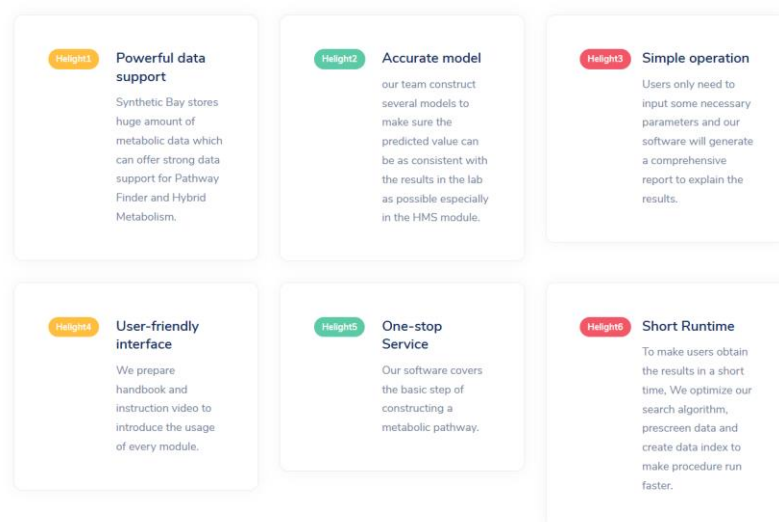 Helight1
Powerful data
support
Synthetic Bay stores
huge amount of
metabolic data which
can offer strong data
support for Pathway
Finder and Hybrid
Metabolism.
Helight2
Accurate model
our team construct
several models to
make sure the
predicted value can
be as consistent with
the results in the lab
as possible especially
in the HMS module.
Helight3
Simple operation
Users only need to
input some necessary
parameters and our
software will generate
a comprehensive
report to explain the
results.
Helight4
User-friendly
interface
We prepare
handbook and
instruction video to
introduce the usage
of every module.
Helight5
One-stop
Service
Our software covers
the basic step of
constructing a
metabolic pathway.
Helight6
Short Runtime
To make users obtain
the results in a short
time, We optimize our
search algorithm,
prescreen data and
create data index to
make procedure run
faster.